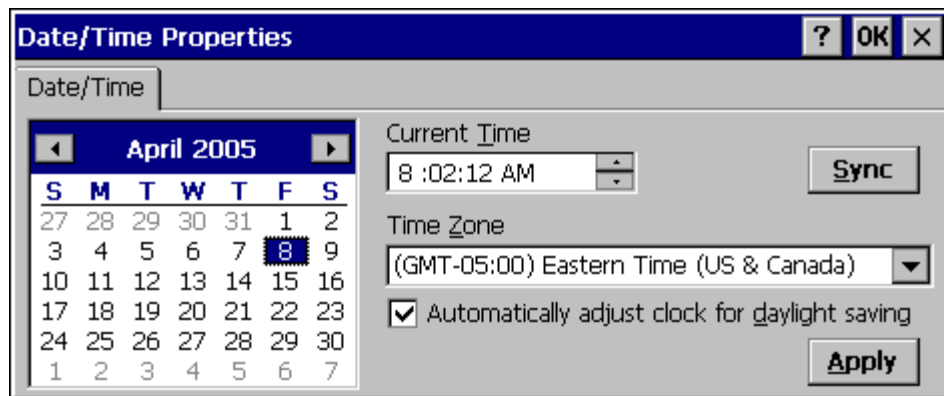 Date/Time Properties ? OK ×
Date/Time
April 2005
S M T W T F S
27 28 29 30 31 1 2
3 4 5 6 7 8 9
10 11 12 13 14 15 16
17 18 19 20 21 22 23
24 25 26 27 28 29 30
1 2 3 4 5 6 7
Current Time
8 :02:12 AM
Sync
Time Zone
(GMT-05:00) Eastern Time (US & Canada)
Automatically adjust clock for daylight saving
Apply